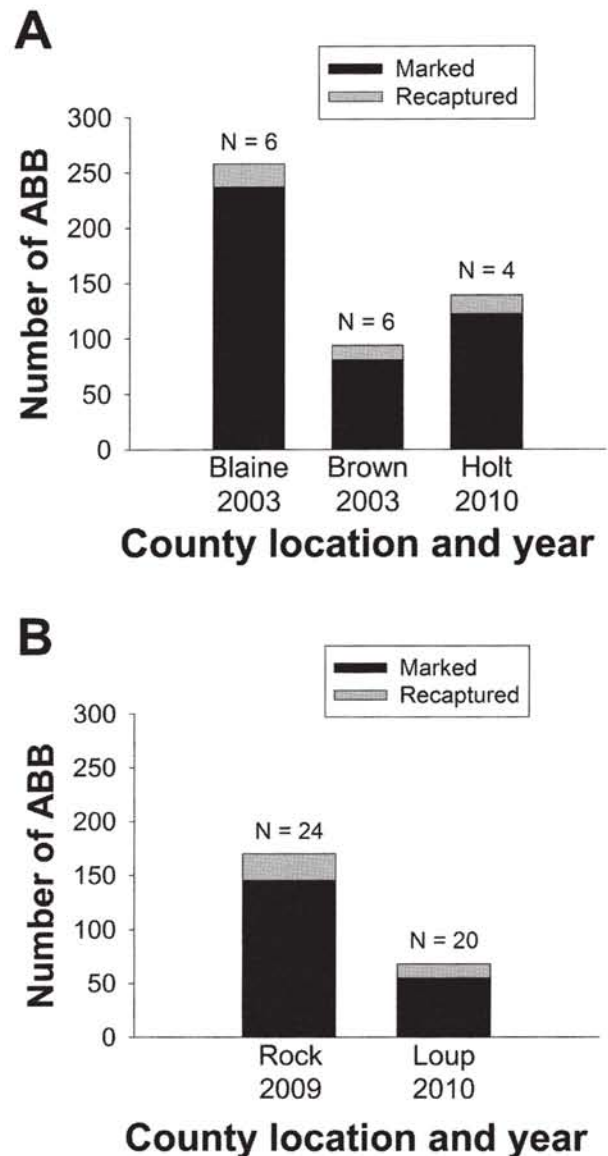 A
Marked
Recaptured
Number of ABB
300
250
200
150
100
50
0
N = 6
N = 6
N = 4
Blaine Brown Holt
2003 2003 2010
County location and year
B
Marked
Recaptured
Number of ABB
300
250
200
150
100
50
0
N = 24
N = 20
Rock Loup
2009 2010
County location and year